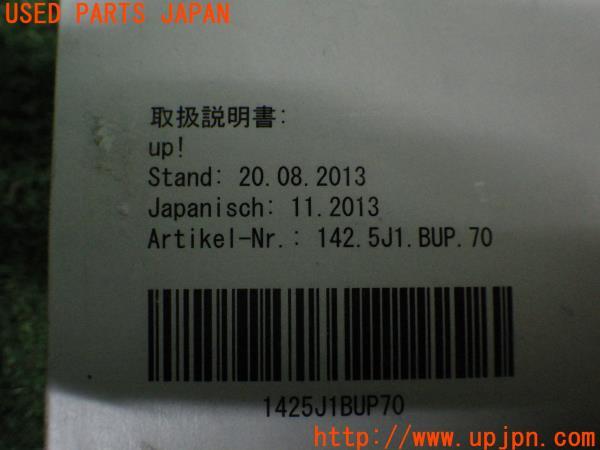 USED PARTS JAPAN
取扱説明書:
up!
Stand: 20.08.2013
Japanisch: 11.2013
Artikel-Nr.: 142.5J1.BUP.70
1425J1BUP70
https://www.upjpn.com/